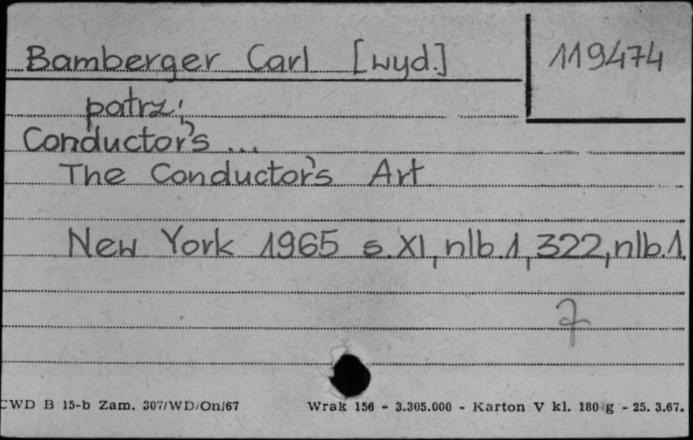 Bamberger Carl [wyd.] 119474
patrz:
Conductor's ...
The Conductor's Art
New York 1965 s. XI, nlb. 1, 322, nlb. 1.
7
CWD B 15-b Zam. 307/WD/On/67 Wrak 156 - 3.305.000 - Karton V kl. 180 g - 25. 3.67.